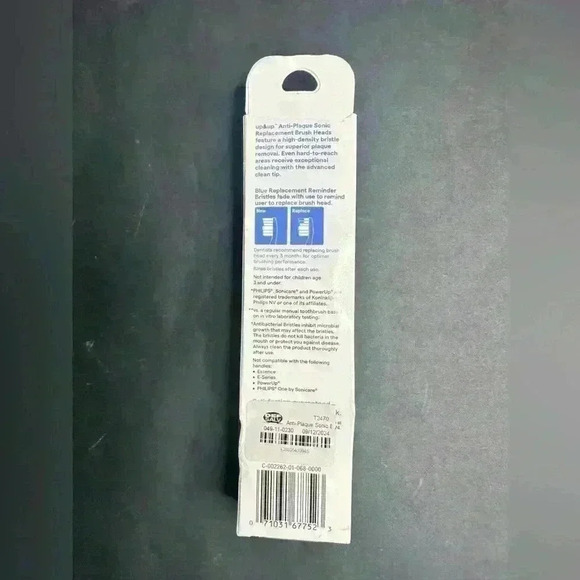 up&up™ Anti-Plaque Sonic
Replacement Brush Heads
feature a high-density bristle
design for superior plaque
removal. Even hard-to-reach
areas receive exceptional
cleaning with the advanced
clean tip.
Blue Replacement Reminder
Bristles fade with use to remind
user to replace brush head.
New Replace
Dentists recommend replacing brush
head every 3 months for optimal
brushing performance.
Rinse bristles after each use.
Not intended for children age
3 and under.
*PHILIPS®, Sonicare® and PowerUp® are
registered trademarks of Koninklijke
Philips NV or one of its affiliates.
**vs. a regular manual toothbrush based
on in vitro laboratory testing.
†Antibacterial Bristles inhibit microbial
growth that may affect the bristles.
The bristles do not kill bacteria in the
mouth or protect you against disease.
Always clean the product thoroughly
after use.
Not compatible with the following
handles:
• Essence
• E-Series
• PowerUp®
• PHILIPS® One by Sonicare®
T2470
Anti-Plaque Sonic
049-11-0230 09/12/2024
C-002262-01-068-0000
0 71031 67752 3